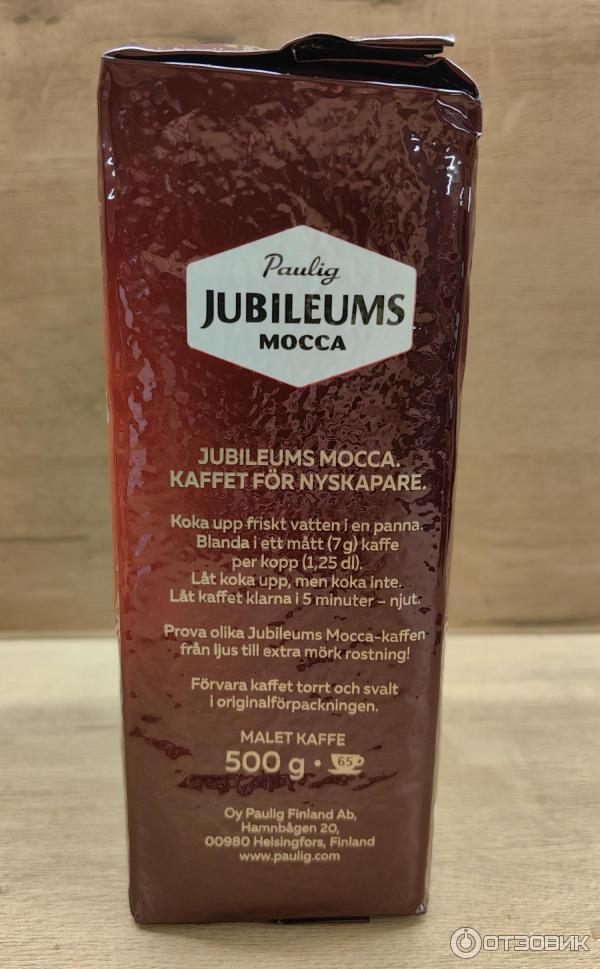 Paulig
JUBILEUMS
MOCCA
JUBILEUMS MOCCA.
KAFFET FÖR NYSKAPARE.
Koka upp friskt vatten i en panna.
Blanda i ett mått (7 g) kaffe
per kopp (1,25 dl).
Låt koka upp, men koka inte.
Låt kaffet klarna i 5 minuter – njut.
Prova olika Jubileums Mocca-kaffen
från ljus till extra mörk rostning!
Förvara kaffet torrt och svalt
i originalförpackningen.
MALET KAFFE
500 g • 65
Oy Paulig Finland Ab,
Hamnbågen 20,
00980 Helsingfors, Finland
www.paulig.com
ОТЗОВИК